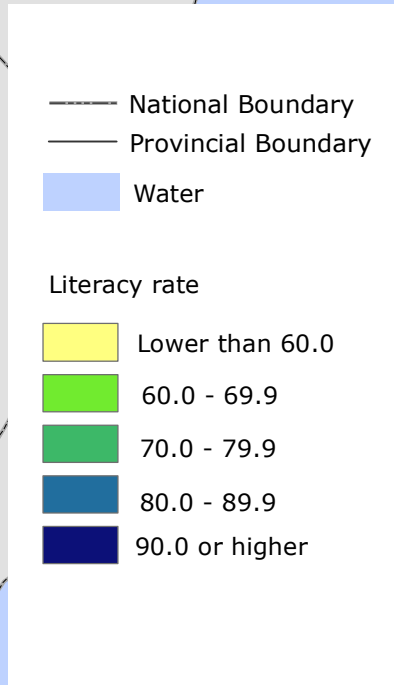 National Boundary
Provincial Boundary
Water
Literacy rate
Lower than 60.0
60.0 - 69.9
70.0 - 79.9
80.0 - 89.9
90.0 or higher